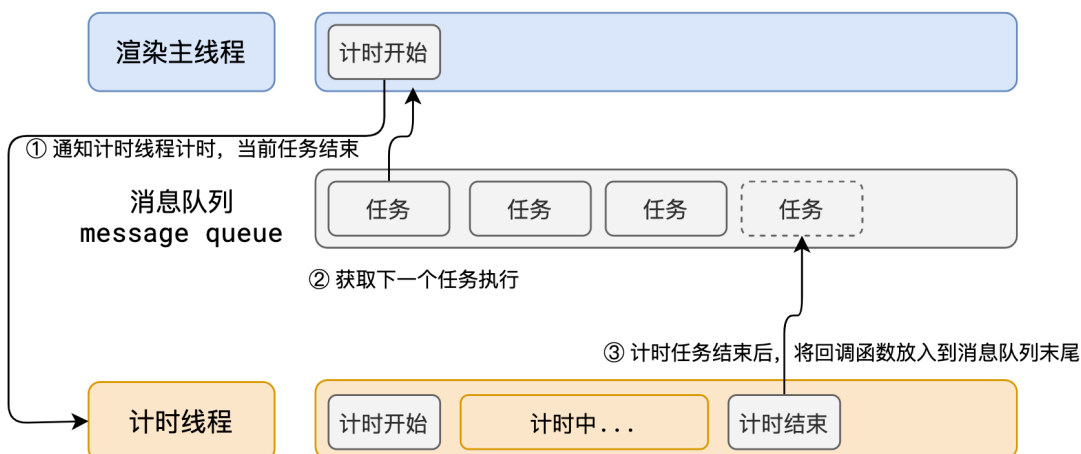 渲染主线程
计时开始
① 通知计时线程计时，当前任务结束
消息队列
message queue
任务
任务
任务
任务
② 获取下一个任务执行
③ 计时任务结束后，将回调函数放入到消息队列末尾
计时线程
计时开始
计时中...
计时结束